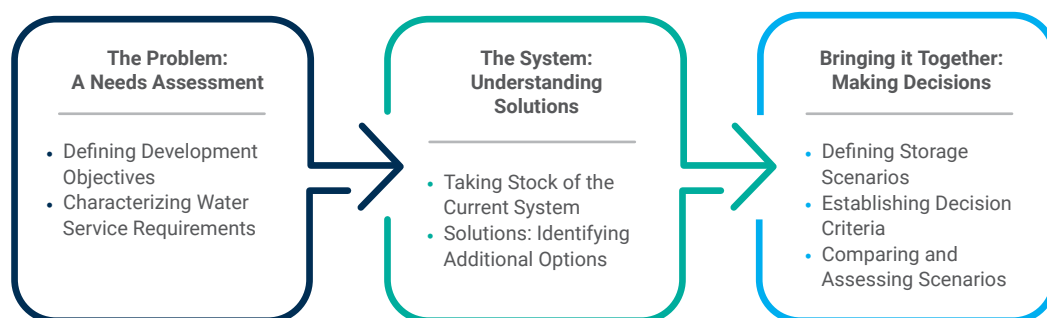 The Problem:
A Needs Assessment
• Defining Development
Objectives
• Characterizing Water
Service Requirements
The System:
Understanding
Solutions
• Taking Stock of the
Current System
• Solutions: Identifying
Additional Options
Bringing it Together:
Making Decisions
• Defining Storage
Scenarios
• Establishing Decision
Criteria
• Comparing and
Assessing Scenarios